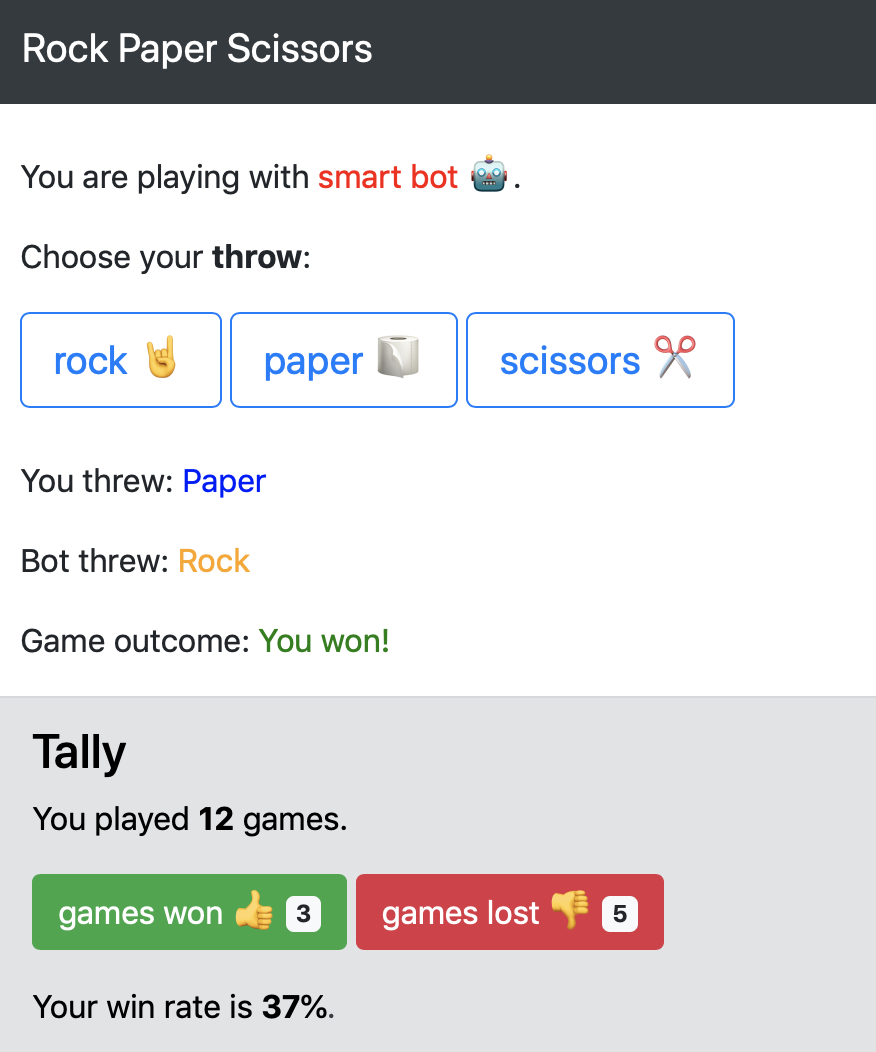 Rock Paper Scissors
You are playing with smart bot 🤖.
Choose your throw:
rock 🤘 paper 🧻 scissors ✂️
You threw: Paper
Bot threw: Rock
Game outcome: You won!
Tally
You played 12 games.
games won 👍 3 games lost 👎 5
Your win rate is 37%.